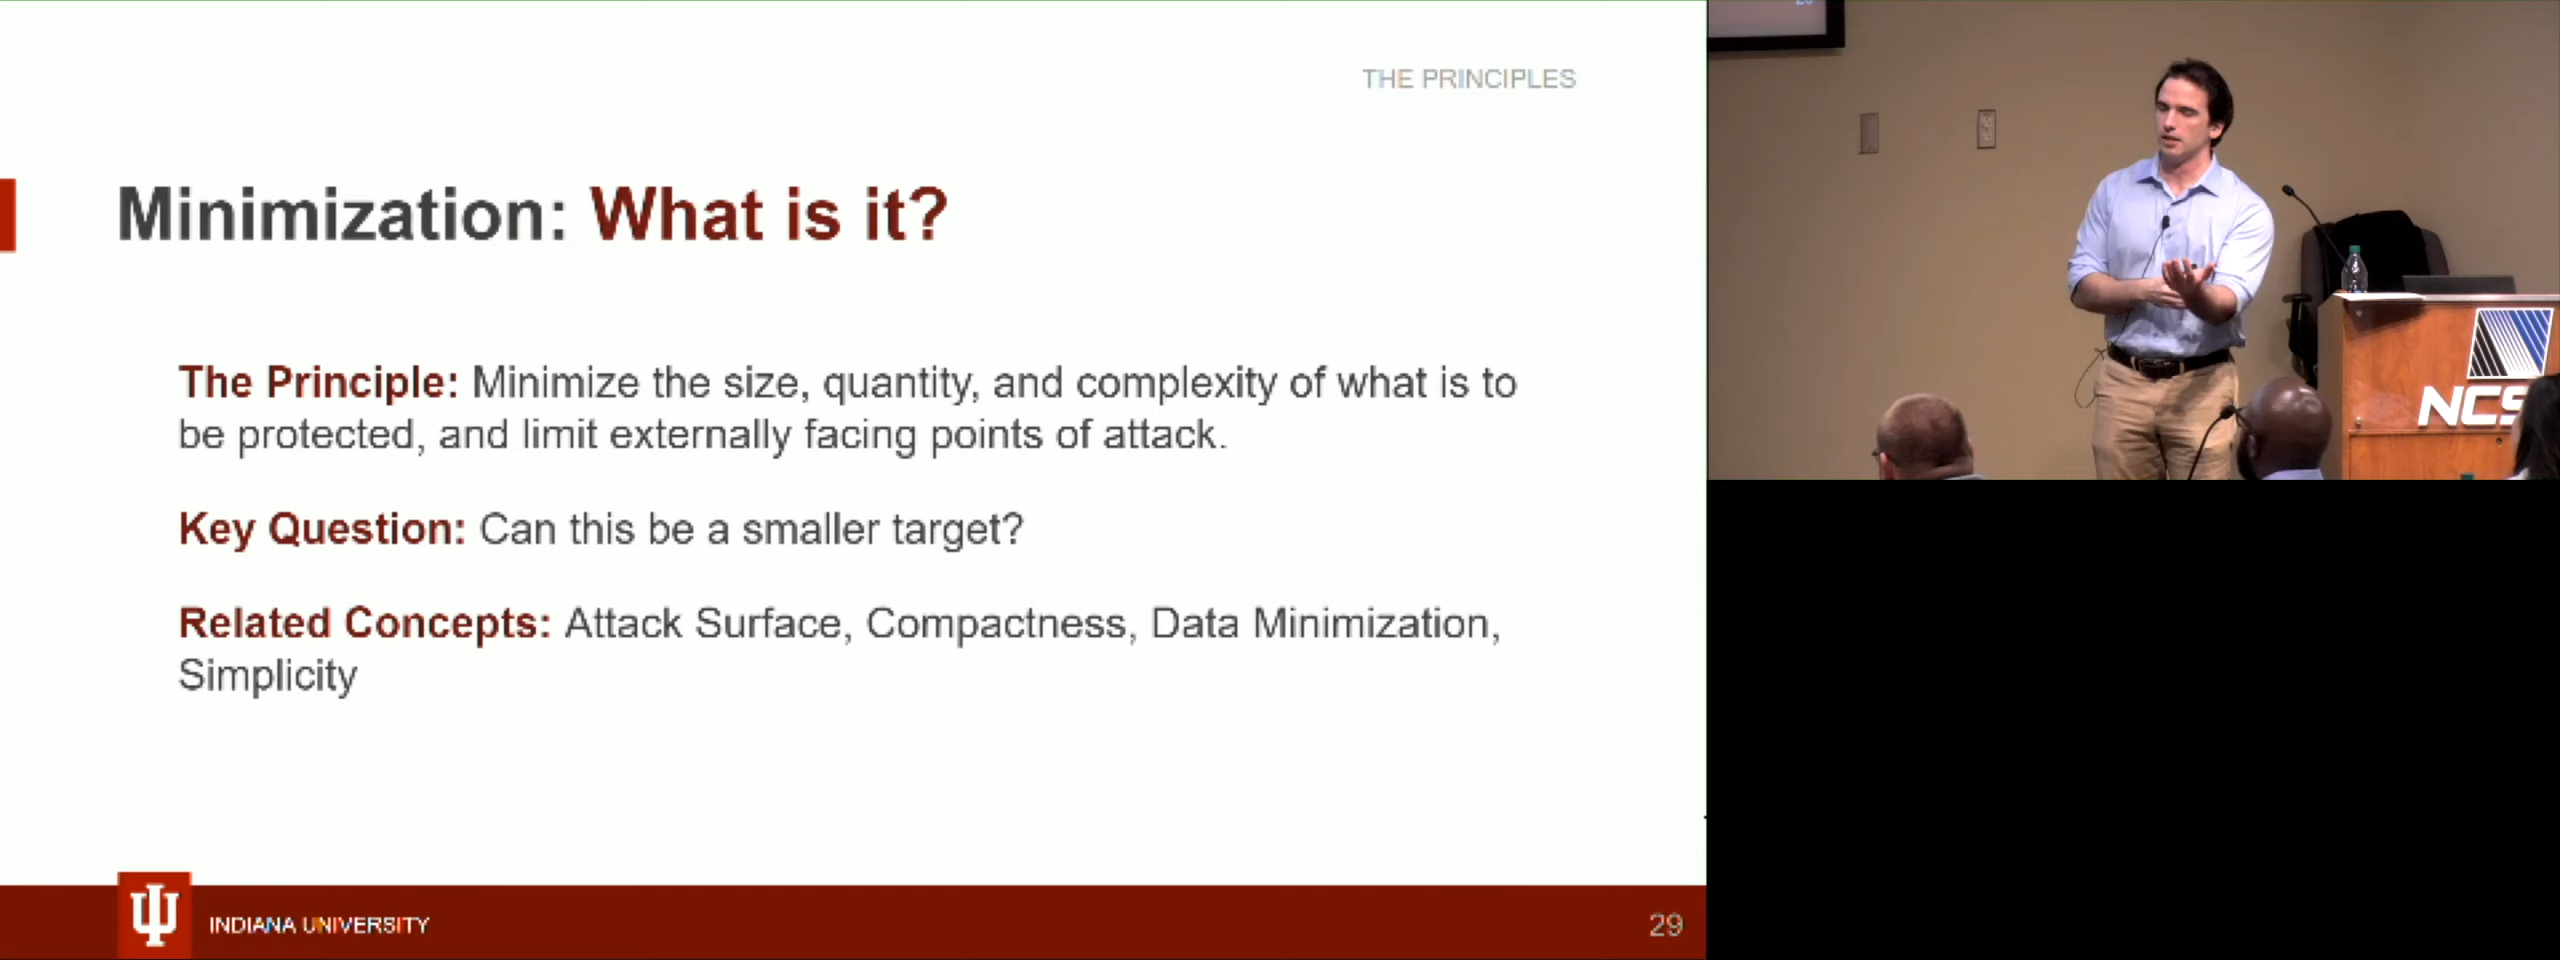 THE PRINCIPLES
Minimization: What is it?
The Principle: Minimize the size, quantity, and complexity of what is to
be protected, and limit externally facing points of attack.
Key Question: Can this be a smaller target?
Related Concepts: Attack Surface, Compactness, Data Minimization,
Simplicity
INDIANA UNIVERSITY
29
NCS